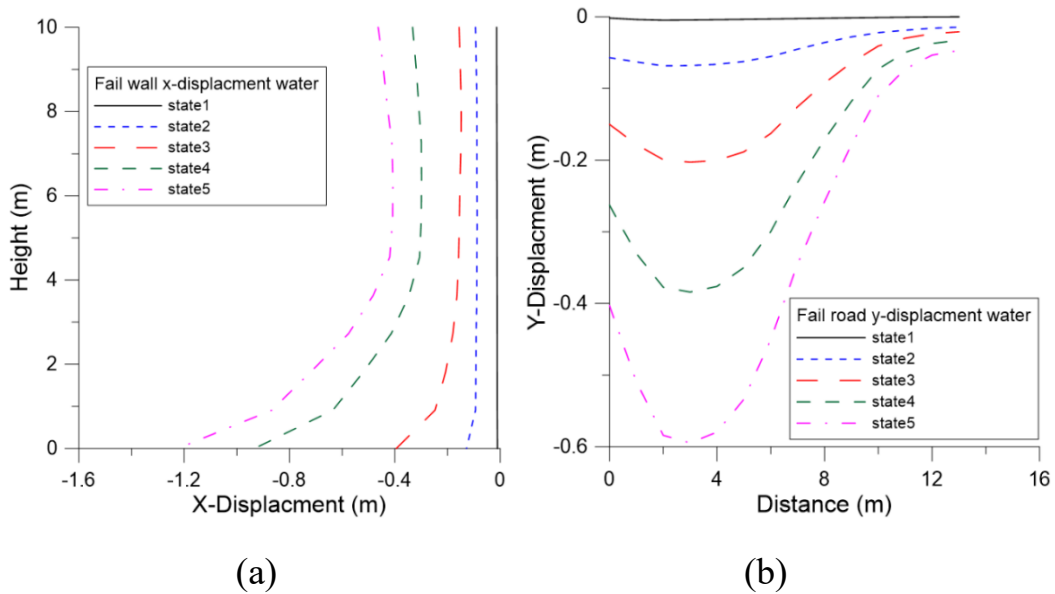 10
8
6
4
2
0
Height (m)
Fail wall x-displacment water
state1
state2
state3
state4
state5
-1.6
-1.2
-0.8
-0.4
0
X-Displacment (m)
(a)
0
-0.2
-0.4
-0.6
Y-Displacment (m)
Fail road y-displacment water
state1
state2
state3
state4
state5
0
4
8
12
16
Distance (m)
(b)